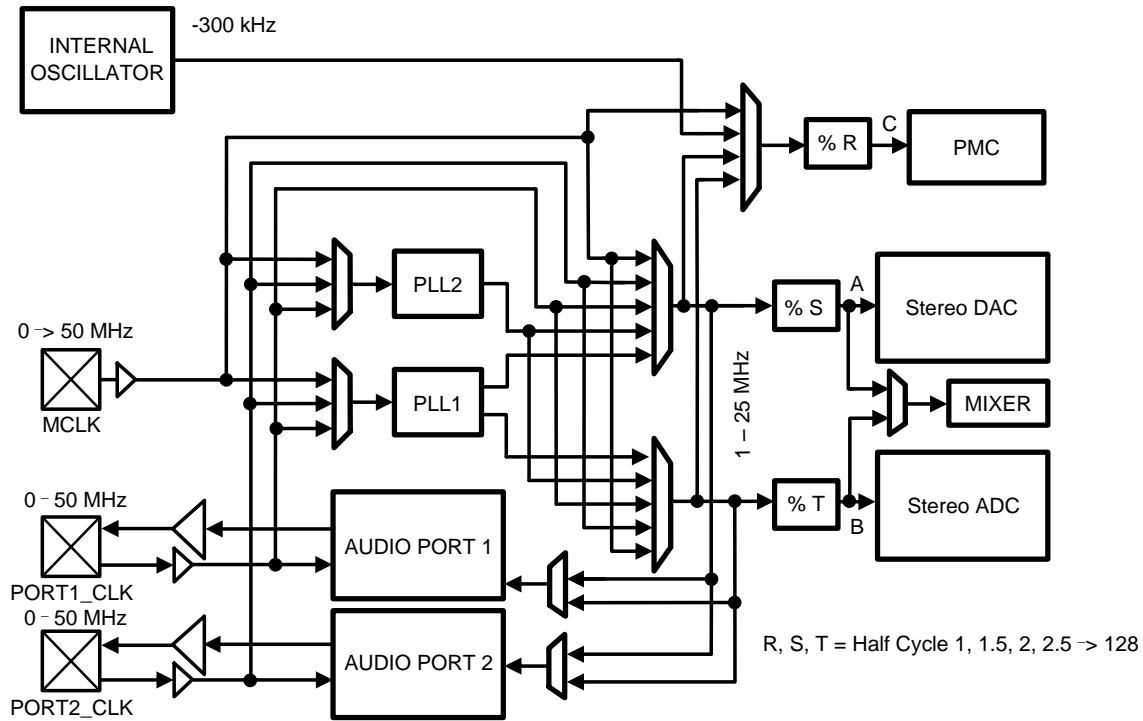 -300 kHz
INTERNAL
OSCILLATOR
% R
C
PMC
PLL2
% S
A
Stereo DAC
0 –> 50 MHz
MCLK
PLL1
1 – 25 MHz
MIXER
0 – 50 MHz
PORT1_CLK
AUDIO PORT 1
% T
B
Stereo ADC
0 – 50 MHz
PORT2_CLK
AUDIO PORT 2
R, S, T = Half Cycle 1, 1.5, 2, 2.5 –> 128